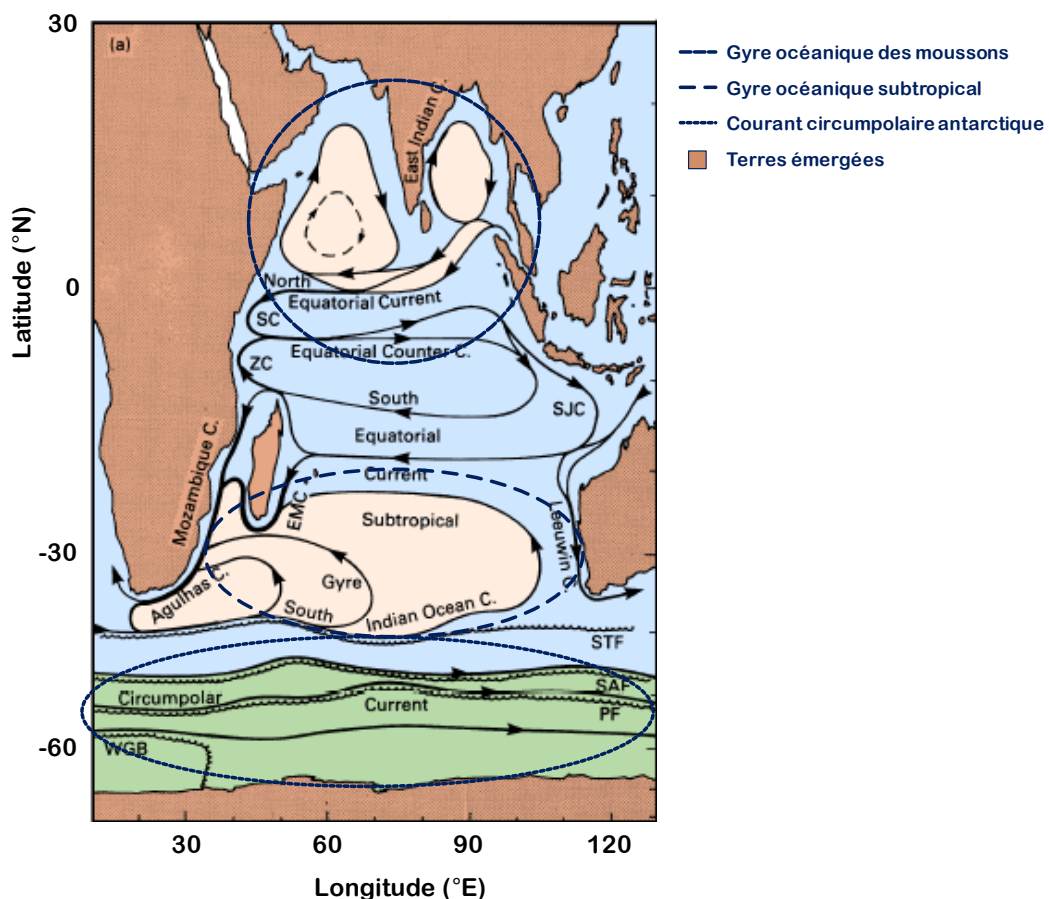 (a)
30
0
-30
-60
Latitude (°N)
30
60
90
120
Longitude (°E)
East Indian C.
North
Equatorial Current
SC
Equatorial Counter C.
ZC
South
SJC
Equatorial
Current
Mozambique C.
EMC
Subtropical
Leeuwin C.
Gyre
Agulhas C.
South
Indian Ocean C.
STF
SAF
Circumpolar
Current
PF
WGB
Gyre océanique des moussons
Gyre océanique subtropical
Courant circumpolaire antarctique
Terres émergées